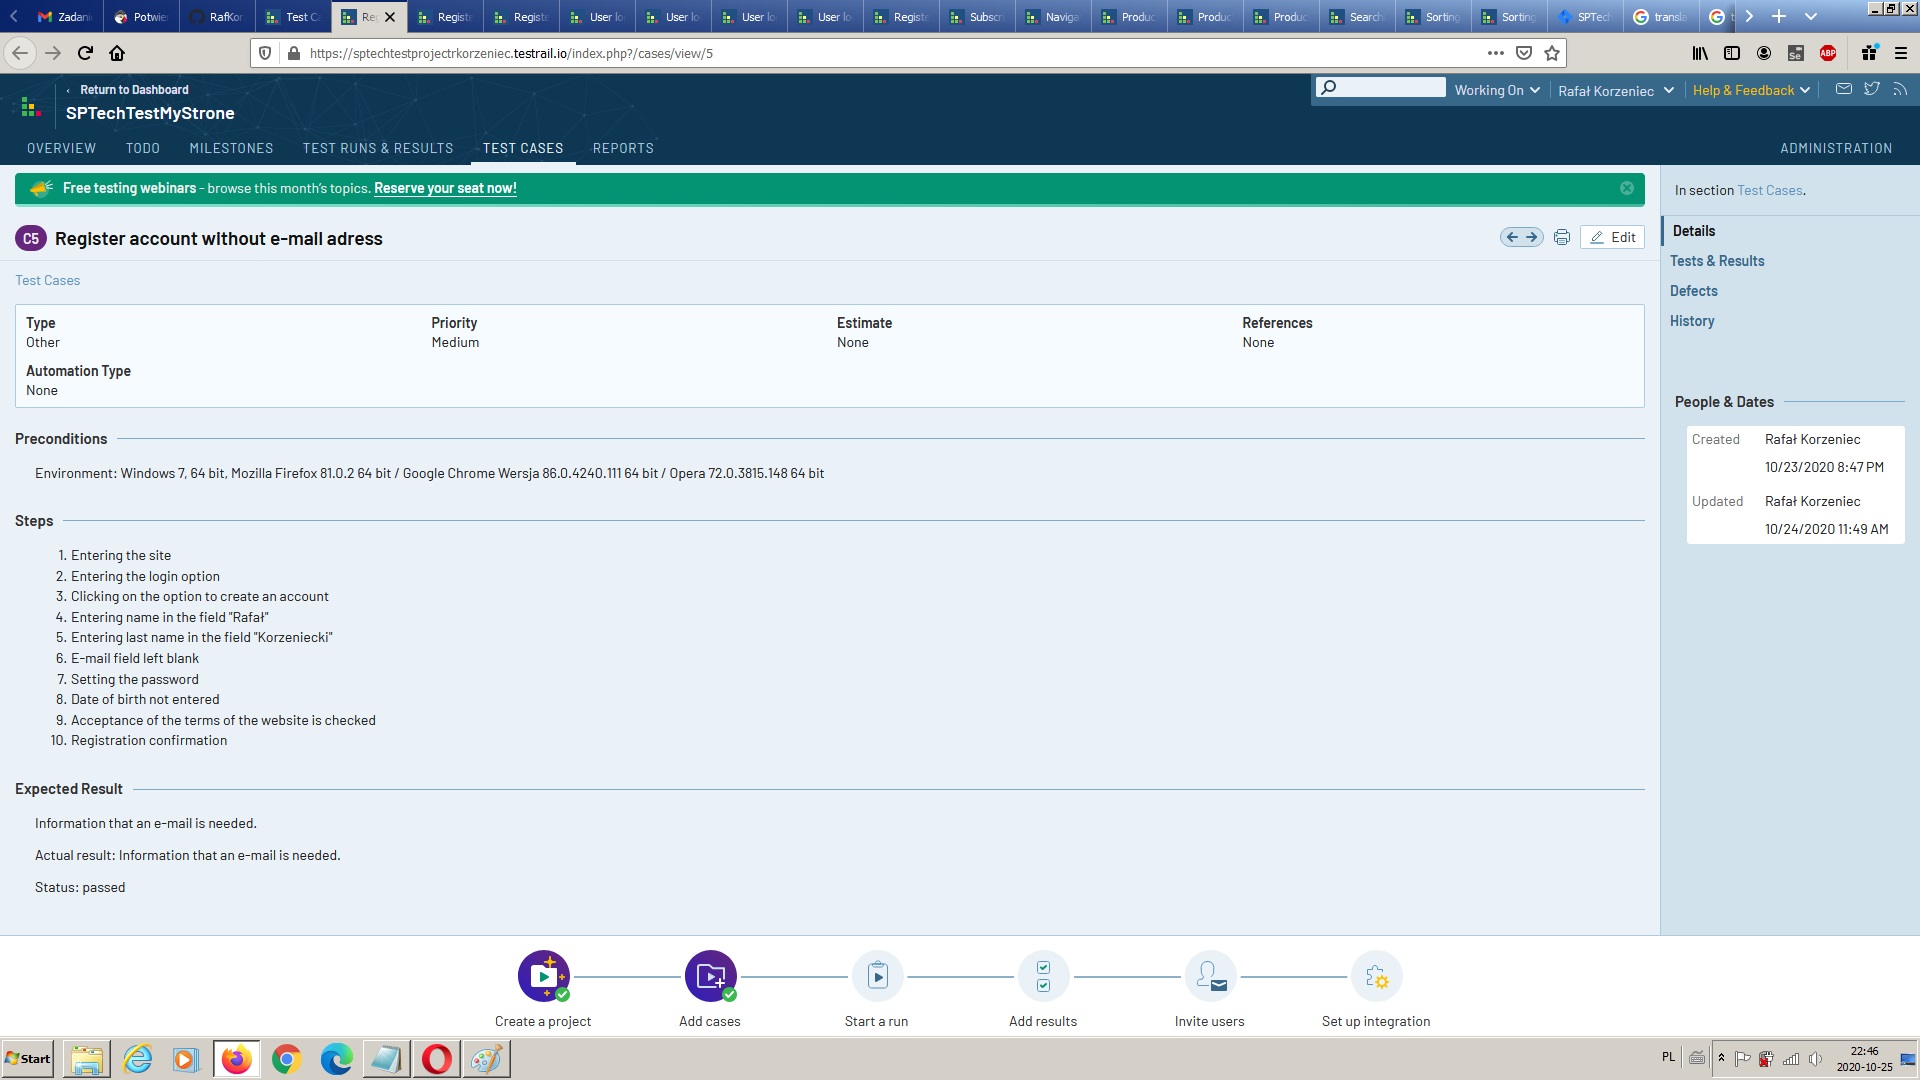 Zadani
Potwie
RafKor
Test Ca
Re
Registe
Registe
User lo
User lo
User lo
User lo
Registe
Subscri
Naviga
Produc
Produc
Produc
Search
Sorting
Sorting
SPTech
transla
https://sptechtestprojectrkorzeniec.testrail.io/index.php?/cases/view/5
Return to Dashboard
SPTechTestMyStrone
Working On
Rafał Korzeniec
Help & Feedback
OVERVIEW
TODO
MILESTONES
TEST RUNS & RESULTS
TEST CASES
REPORTS
ADMINISTRATION
Free testing webinars - browse this month's topics. Reserve your seat now!
C5 Register account without e-mail adress
Edit
Test Cases
Type
Other
Priority
Medium
Estimate
None
References
None
Automation Type
None
Preconditions
Environment: Windows 7, 64 bit, Mozilla Firefox 81.0.2 64 bit / Google Chrome Wersja 86.0.4240.111 64 bit / Opera 72.0.3815.148 64 bit
Steps
1. Entering the site
2. Entering the login option
3. Clicking on the option to create an account
4. Entering name in the field "Rafał"
5. Entering last name in the field "Korzeniecki"
6. E-mail field left blank
7. Setting the password
8. Date of birth not entered
9. Acceptance of the terms of the website is checked
10. Registration confirmation
Expected Result
Information that an e-mail is needed.
Actual result: Information that an e-mail is needed.
Status: passed
In section Test Cases.
Details
Tests & Results
Defects
History
People & Dates
Created Rafał Korzeniec
10/23/2020 8:47 PM
Updated Rafał Korzeniec
10/24/2020 11:49 AM
Create a project
Add cases
Start a run
Add results
Invite users
Set up integration
Start
PL
22:46
2020-10-25